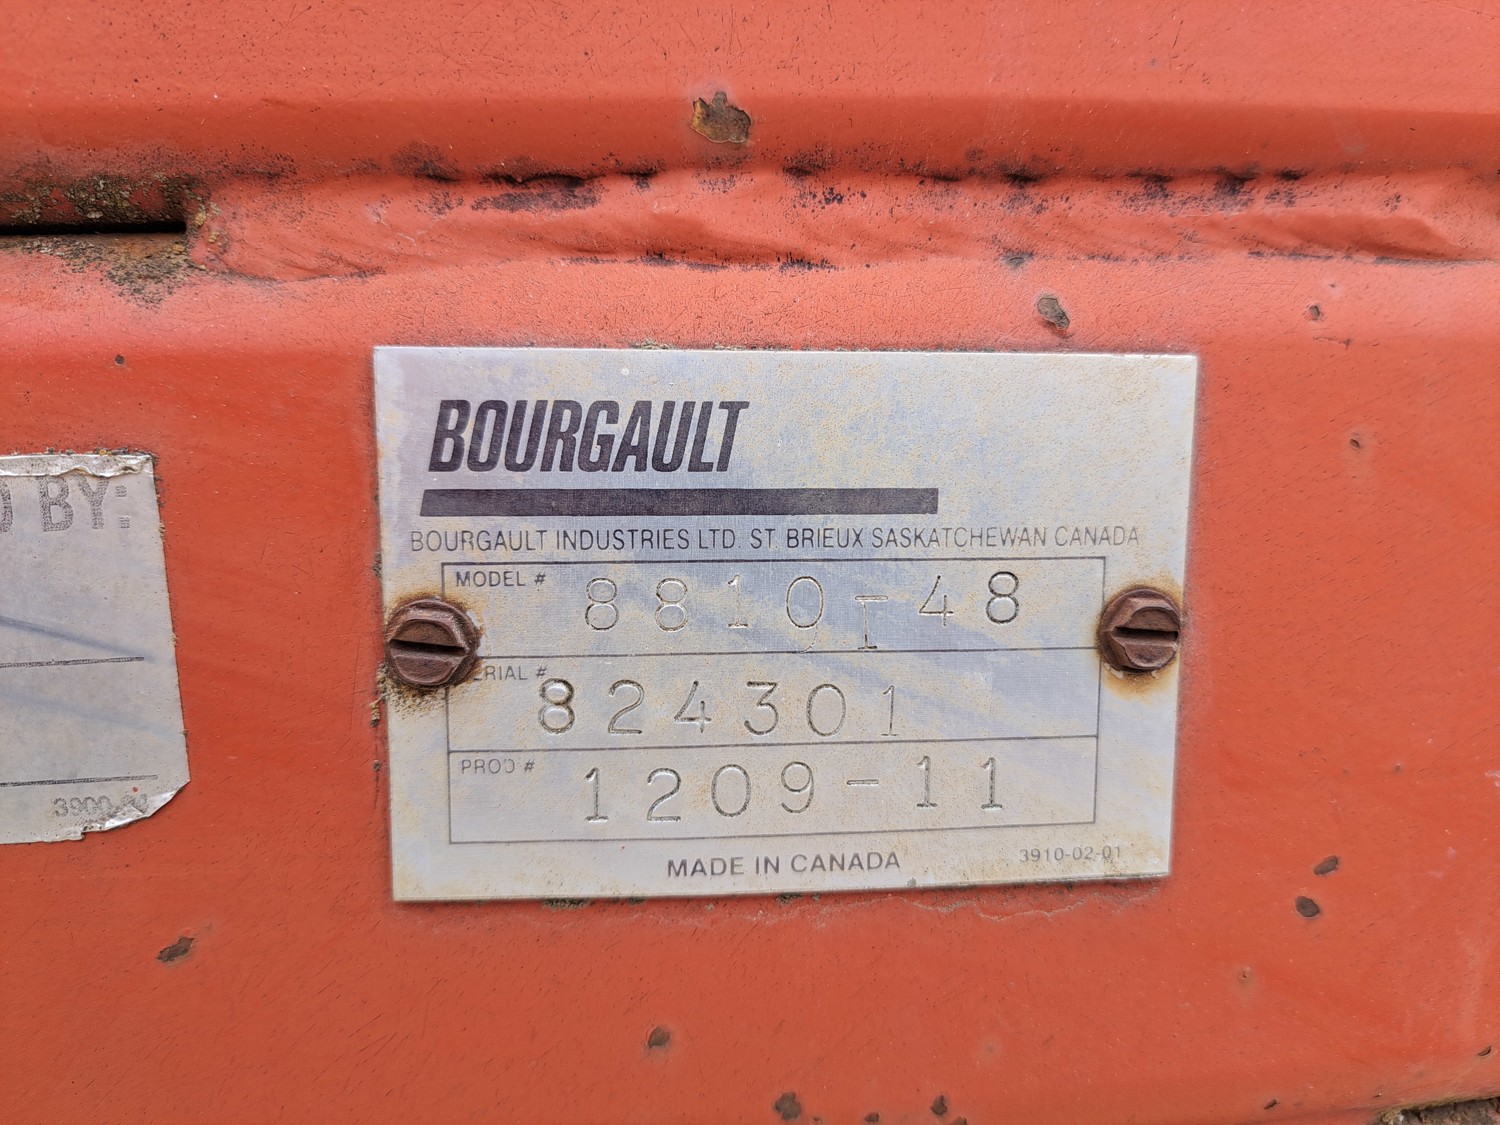 BOURGAULT
BOURGAULT INDUSTRIES LTD. ST. BRIEUX SASKATCHEWAN CANADA
MODEL # 8810-48
SERIAL # 824301
PROD # 1209-11
MADE IN CANADA 3910-02-01
BY: